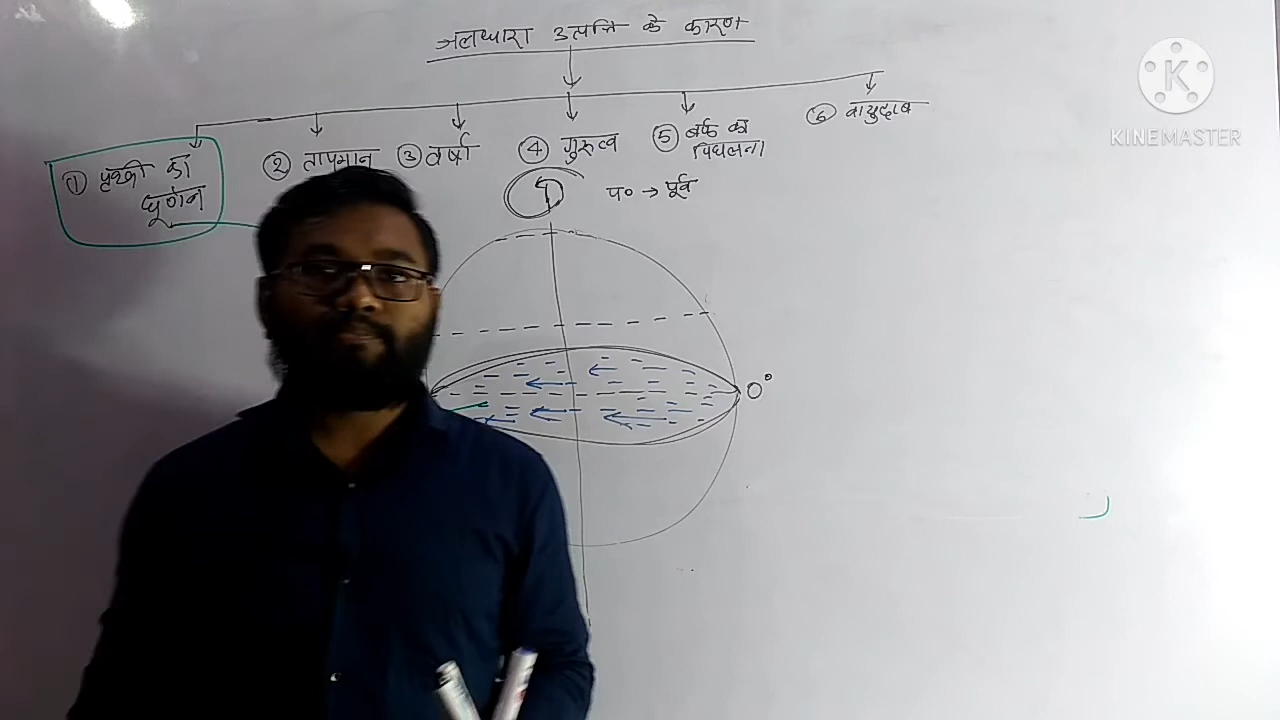 जलधारा उत्पत्ति के कारण
① पृथ्वी का
घूर्णन
② तापमान
③ वर्षा
④ गुरुत्व
⑤ बर्फ का
पिघलना
⑥ वायुदाब
प० → पूर्व
0°
K
KINEMASTER